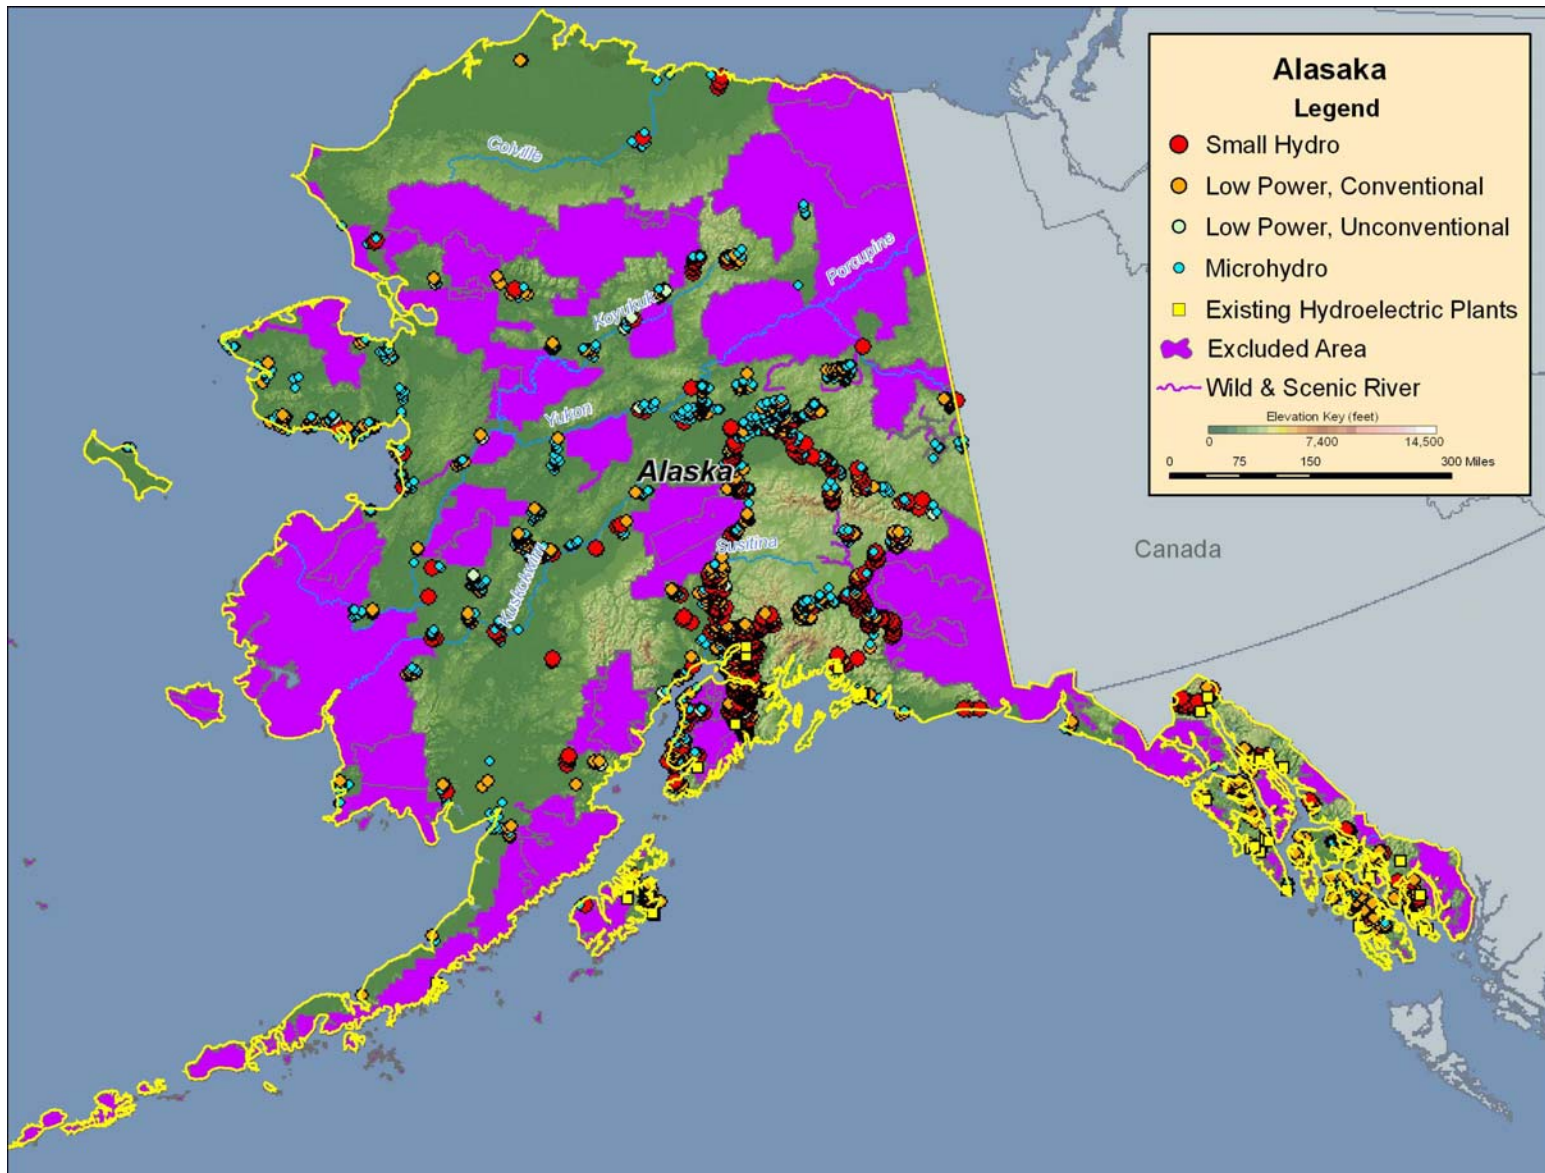 Alasaka
Legend
Small Hydro
Low Power, Conventional
Low Power, Unconventional
Microhydro
Existing Hydroelectric Plants
Excluded Area
Wild & Scenic River
Elevation Key (feet)
0 7,400 14,500
0 75 150 300 Miles
Colville
Porcupine
Koyukuk
Yukon
Alaska
Susitina
Kuskokwim
Canada